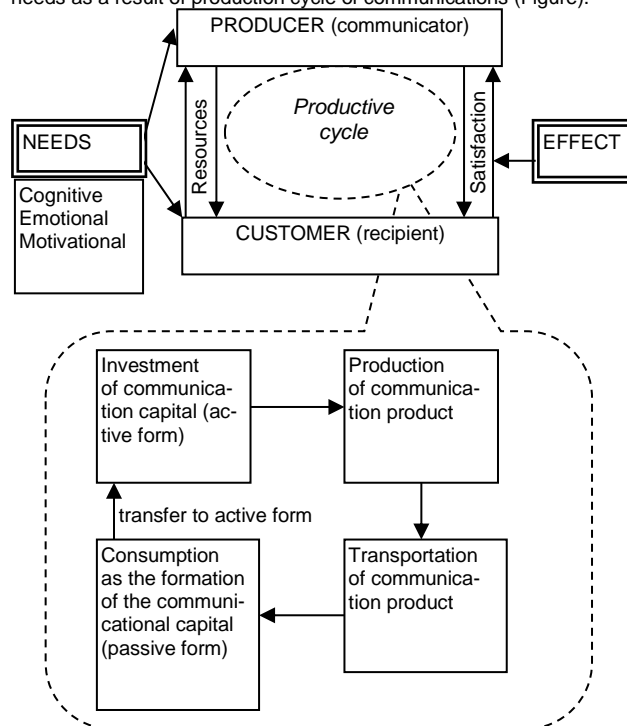 needs as a result of production cycle of communications (Figure).
PRODUCER (communicator)
Productive
cycle
NEEDS
Resources
Satisfaction
EFFECT
Cognitive
Emotional
Motivational
CUSTOMER (recipient)
Investment
of communica-
tion capital (ac-
tive form)
Production
of communica-
tion product
transfer to active form
Consumption
as the formation
of the communi-
cational capital
(passive form)
Transportation
of communica-
tion product